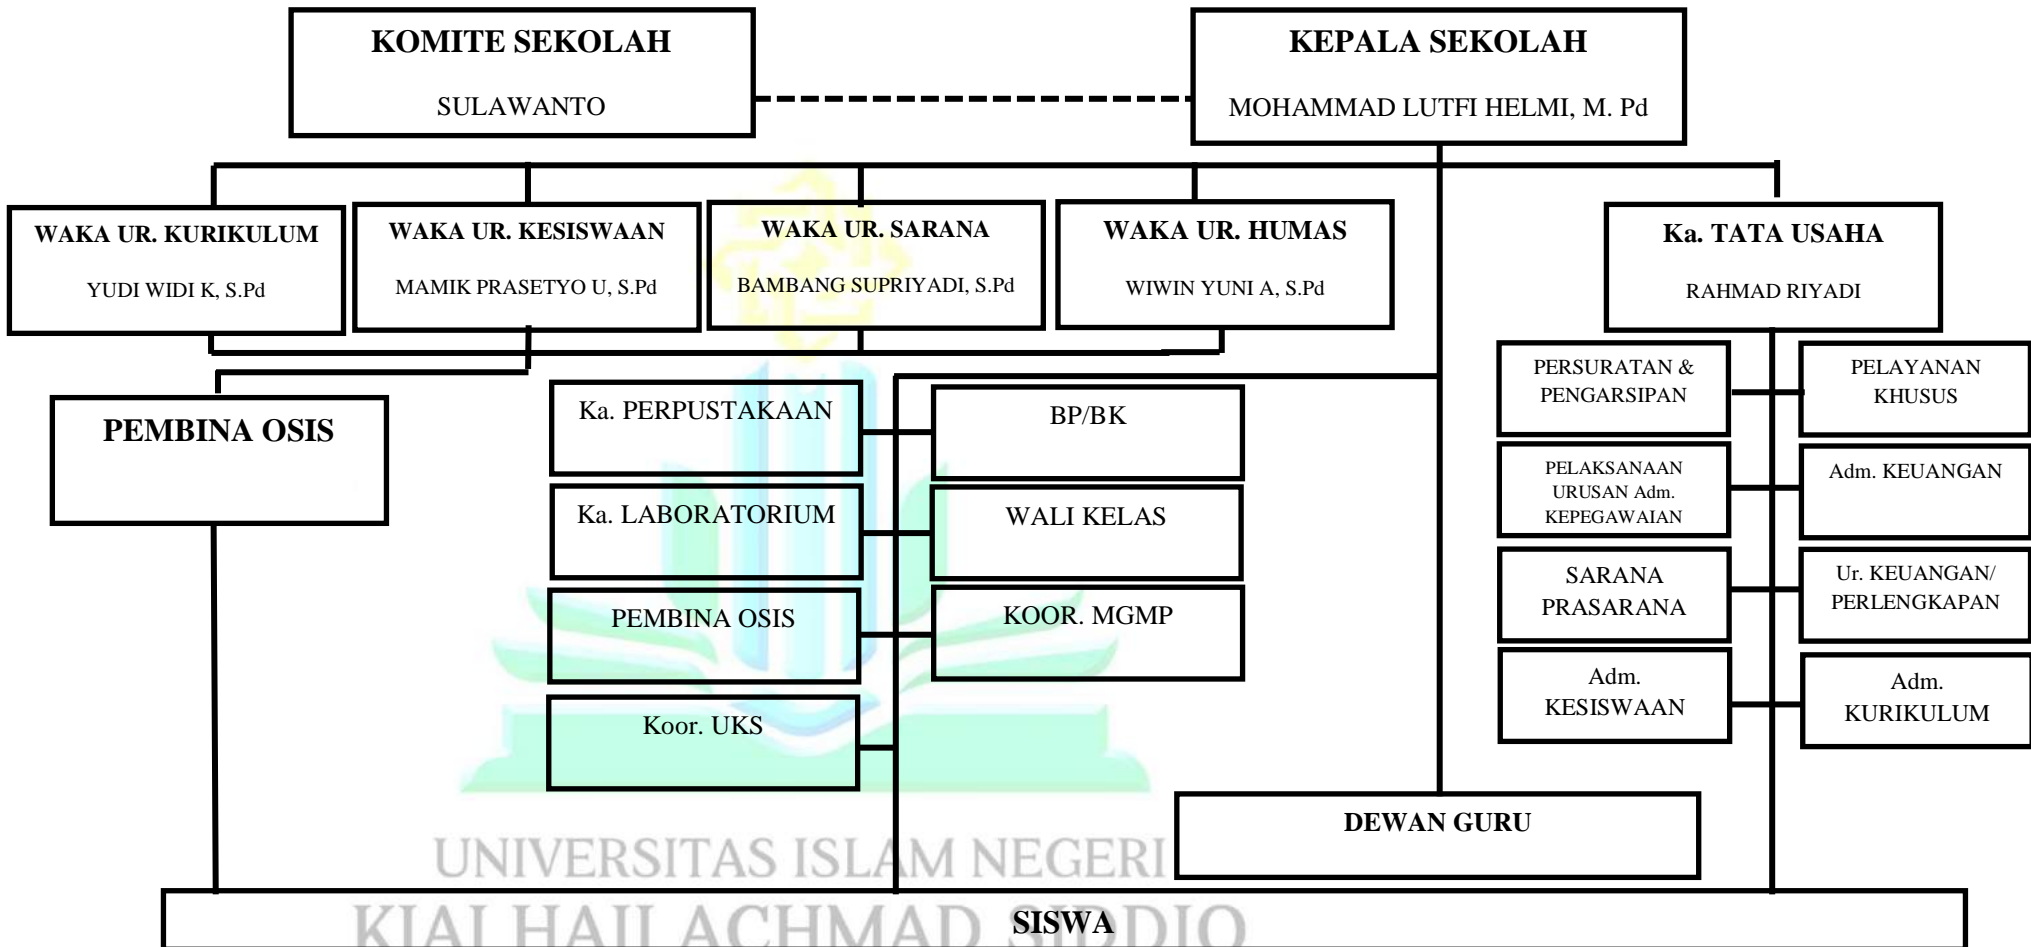 KOMITE SEKOLAH
SULAWANTO
KEPALA SEKOLAH
MOHAMMAD LUTFI HELMI, M. Pd
WAKA UR. KURIKULUM
YUDI WIDI K, S.Pd
WAKA UR. KESISWAAN
MAMIK PRASETYO U, S.Pd
WAKA UR. SARANA
BAMBANG SUPRIYADI, S.Pd
WAKA UR. HUMAS
WIWIN YUNI A, S.Pd
Ka. TATA USAHA
RAHMAD RIYADI
PEMBINA OSIS
Ka. PERPUSTAKAAN
BP/BK
Ka. LABORATORIUM
WALI KELAS
PEMBINA OSIS
KOOR. MGMP
Koor. UKS
PERSURATAN &
PENGARSIPAN
PELAYANAN
KHUSUS
PELAKSANAAN
URUSAN Adm.
KEPEGAWAIAN
Adm. KEUANGAN
SARANA
PRASARANA
Ur. KEUANGAN/
PERLENGKAPAN
Adm.
KESISWAAN
Adm.
KURIKULUM
DEWAN GURU
UNIVERSITAS ISLAM NEGERI
KIAI HAJI ACHMAD SIDDIQ
SISWA